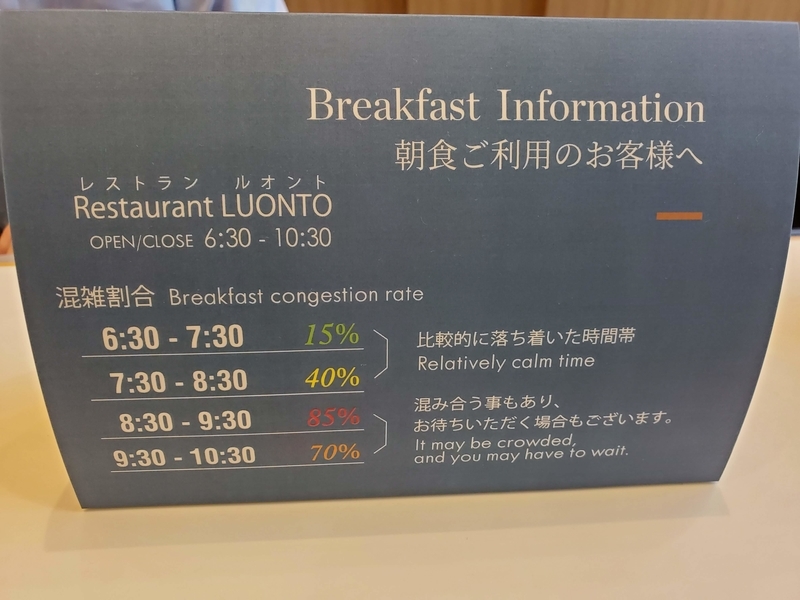 Breakfast Information
朝食ご利用のお客様へ
レストラン ルオント
Restaurant LUONTO
OPEN/CLOSE 6:30 - 10:30
混雑割合 Breakfast congestion rate
6:30 - 7:30 15%
7:30 - 8:30 40%
比較的に落ち着いた時間帯
Relatively calm time
8:30 - 9:30 85%
9:30 - 10:30 70%
混み合う事もあり、
お待ちいただく場合もございます。
It may be crowded,
and you may have to wait.